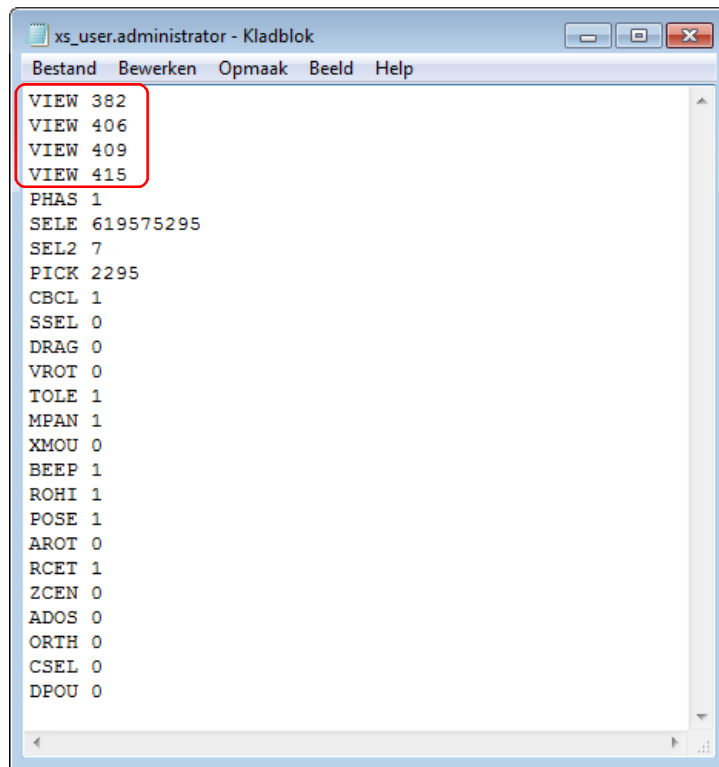 xs_user.administrator - Kladblok
Bestand Bewerken Opmaak Beeld Help
VIEW 382
VIEW 406
VIEW 409
VIEW 415
PHAS 1
SELE 619575295
SEL2 7
PICK 2295
CBCL 1
SSEL 0
DRAG 0
VROT 0
TOLE 1
MPAN 1
XMOU 0
BEEP 1
ROHI 1
POSE 1
AROT 0
RCET 1
ZCEN 0
ADOS 0
ORTH 0
CSEL 0
DPOU 0